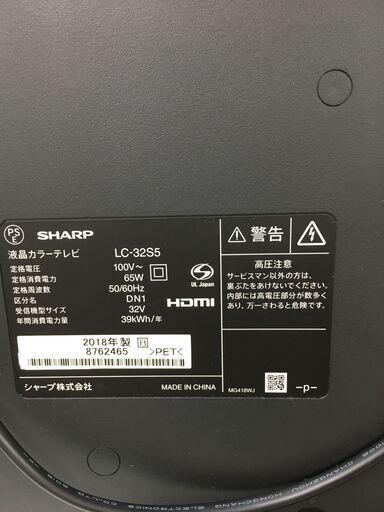 PS
E
SHARP
液晶カラーテレビ LC-32S5
定格電圧 100V～
定格消費電力 65W
定格周波数 50/60Hz
区分名 DN1
受信機型サイズ 32V
年間消費電力量 39kWh/年
S
UL Japan
HDMI
2018年製 B
8762465 >PET<
シャープ株式会社
MADE IN CHINA
警告
高圧注意
サービスマン以外の方は、
裏ぶたをあけないでください。
内部には高電圧部分が数多く
あり、万一さわると危険です。
MG418WJ
-p-
CHANGZHOU HONGCHANG
ELECTRONICS